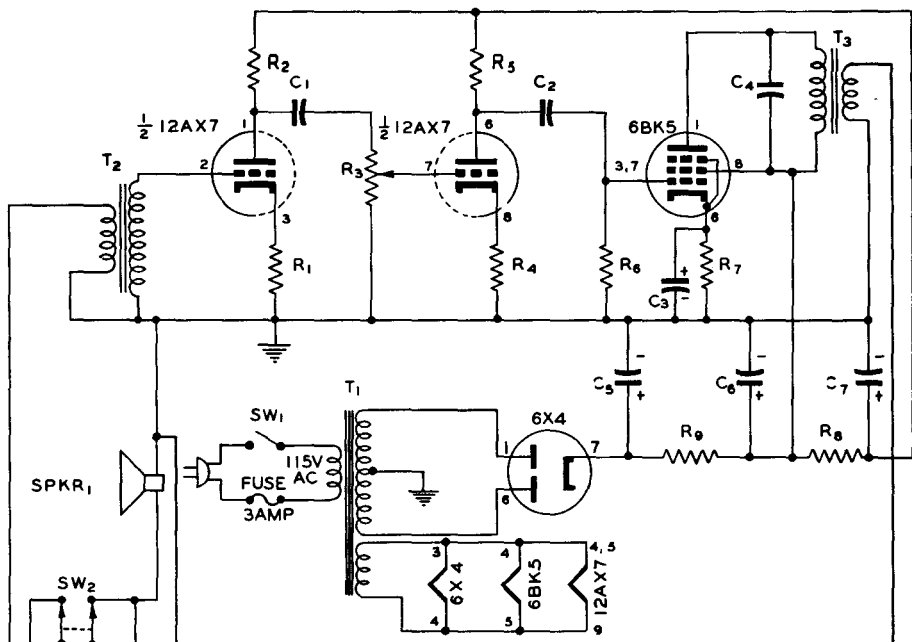 R2
R5
T3
C1
C2
C4
1/2 12AX7
1
1/2 12AX7
6
6BK5
1
T2
2
R3
7
3,7
8
3
8
6
R1
R4
R6
C3
+
-
R7
-
C5
+
-
C6
+
-
C7
+
T1
6X4
SW1
1
7
R9
R8
115V
AC
SPKR1
FUSE
3AMP
6
3
4
4,5
SW2
6X4
6BK5
12AX7
4
5
9